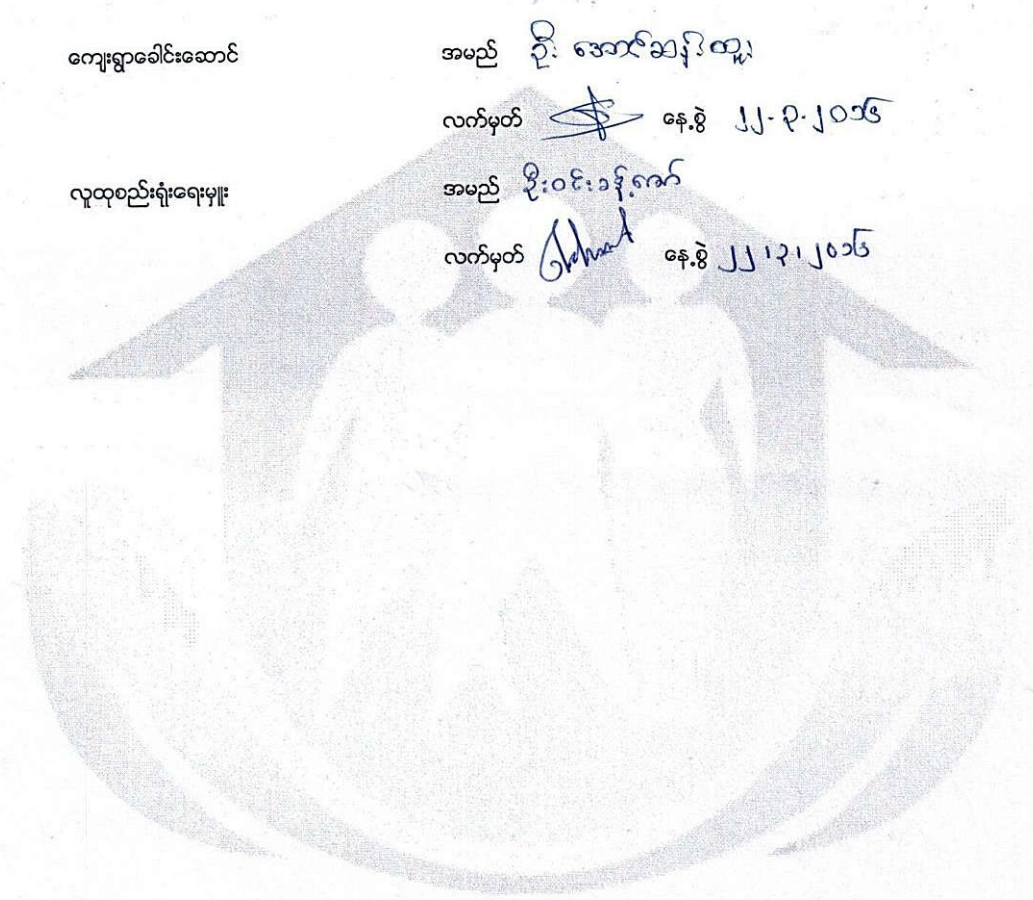 ကျေးရွာခေါင်းဆောင် အမည် ဦး အောင်ဆန်းထူး
လက်မှတ် နေ့စွဲ ၂၂.၃.၂၀၁၆
လူထုစည်းရုံးရေးမှူး အမည် ဦးဝင်းခန့်ကျော်
လက်မှတ် နေ့စွဲ ၂၂၊၃၊၂၀၁၆